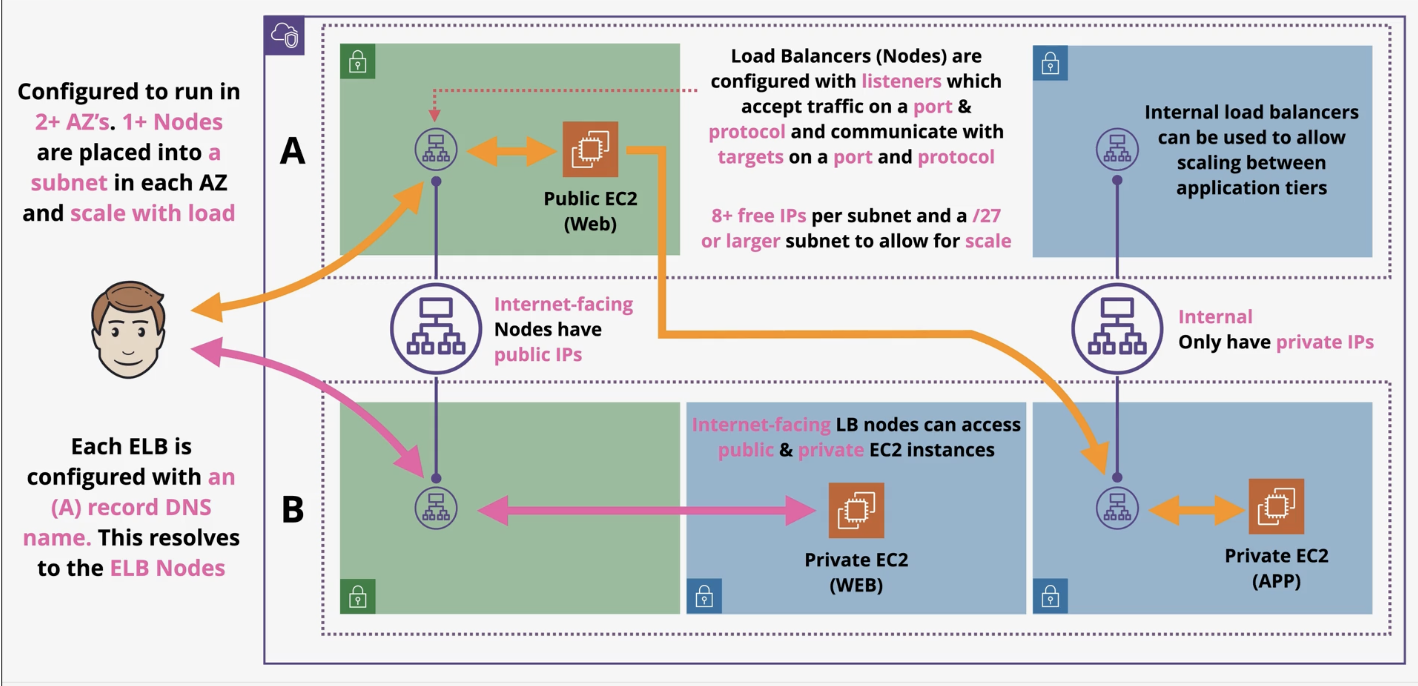 Configured to run in
2+ AZ’s. 1+ Nodes
are placed into a
subnet in each AZ
and scale with load
Each ELB is
configured with an
(A) record DNS
name. This resolves
to the ELB Nodes
A
Public EC2
(Web)
Load Balancers (Nodes) are
configured with listeners which
accept traffic on a port &
protocol and communicate with
targets on a port and protocol
8+ free IPs per subnet and a /27
or larger subnet to allow for scale
Internal load balancers
can be used to allow
scaling between
application tiers
Internet-facing
Nodes have
public IPs
Internal
Only have private IPs
B
Internet-facing LB nodes can access
public & private EC2 instances
Private EC2
(WEB)
Private EC2
(APP)